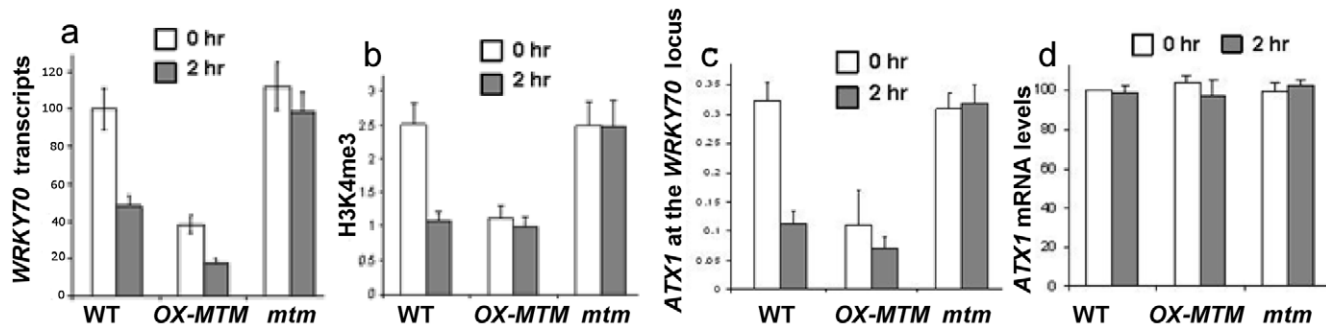 a
WRKY70 transcripts
0 hr
2 hr
120
100
80
60
40
20
0
WT OX-MTM mtm
b
H3K4me3
0 hr
2 hr
3
2.5
2
1.5
1
0.5
0
WT OX-MTM mtm
c
ATX1 at the WRKY70 locus
0 hr
2 hr
0.35
0.3
0.25
0.2
0.15
0.1
0.05
0
WT OX-MTM mtm
d
ATX1 mRNA levels
0 hr 2 hr
100
80
60
40
20
0
WT OX-MTM mtm